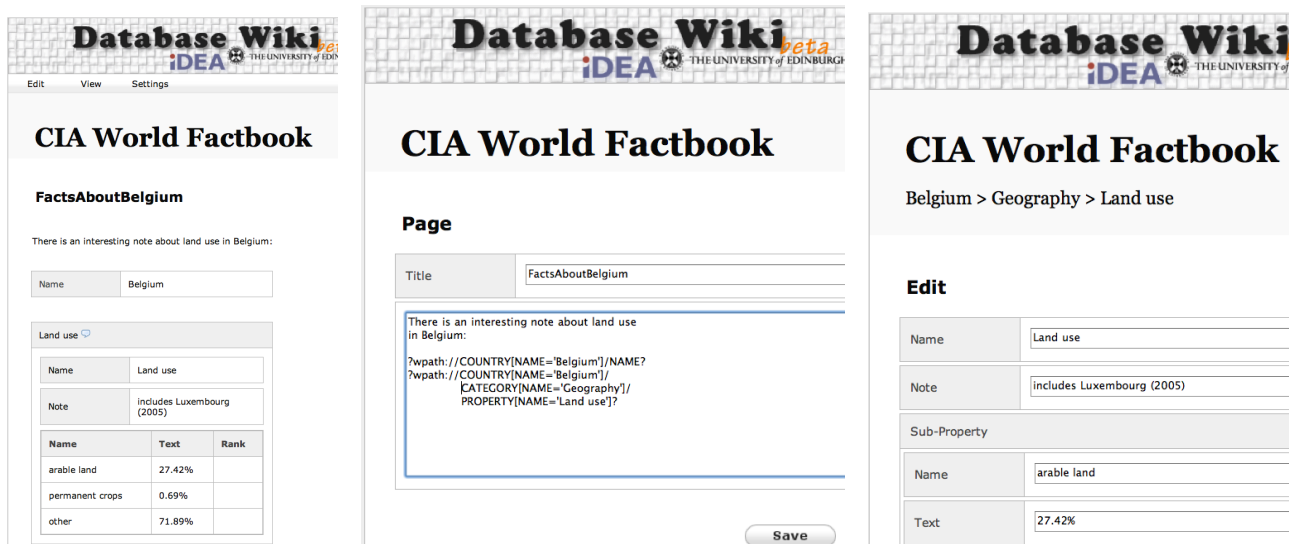 Database Wiki
iDEA THE UNIVERSITY of
Edit View Settings
CIA World Factbook
FactsAboutBelgium
There is an interesting note about land use in Belgium:
Name Belgium
Land use
Name Land use
Note includes Luxembourg
(2005)
Name Text Rank
arable land 27.42%
permanent crops 0.69%
other 71.89%
Database Wiki
beta
iDEA THE UNIVERSITY of EDINBURGH
CIA World Factbook
Page
Title FactsAboutBelgium
There is an interesting note about land use
in Belgium:
?wpath://COUNTRY[NAME='Belgium']/NAME?
?wpath://COUNTRY[NAME='Belgium']/
CATEGORY[NAME='Geography']/
PROPERTY[NAME='Land use']?
Save
Database Wiki
iDEA THE UNIVERSITY of
CIA World Factbook
Belgium > Geography > Land use
Edit
Name Land use
Note includes Luxembourg (2005)
Sub-Property
Name arable land
Text 27.42%